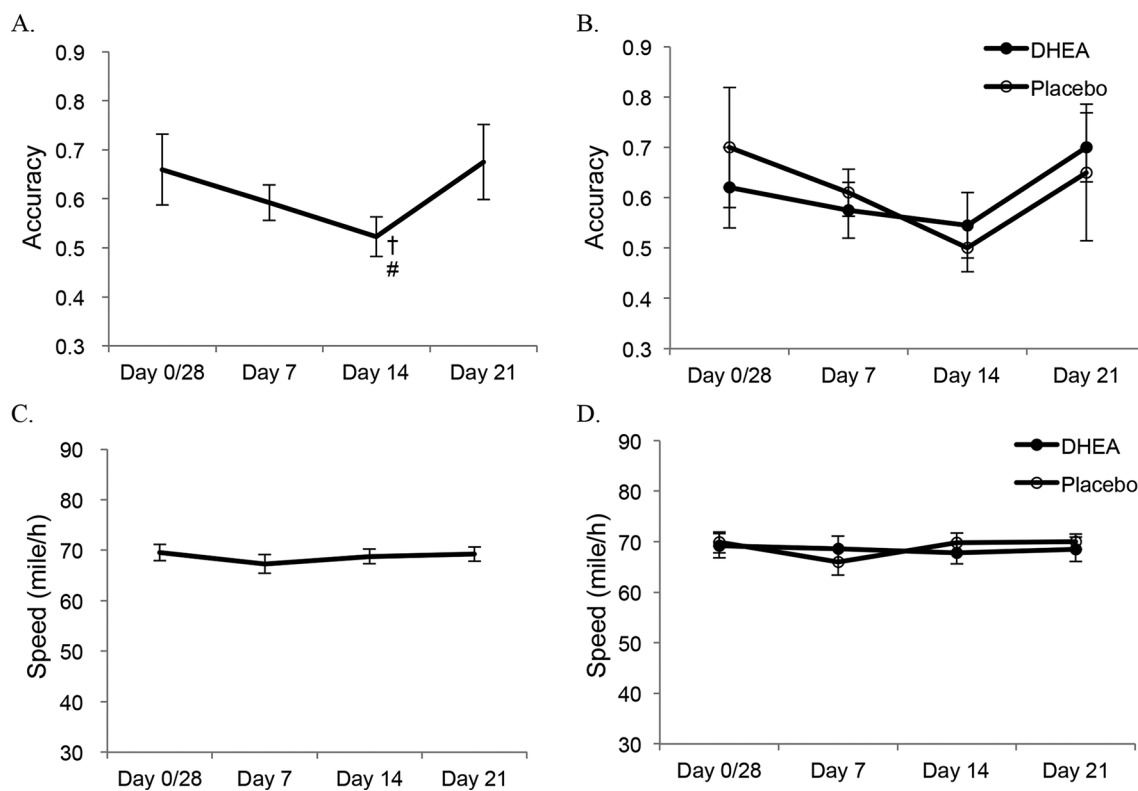 A.
0.9
0.8
0.7
0.6
0.5
0.4
0.3
Accuracy
†
#
Day 0/28 Day 7 Day 14 Day 21
B.
DHEA
Placebo
0.9
0.8
0.7
0.6
0.5
0.4
0.3
Accuracy
Day 0/28 Day 7 Day 14 Day 21
C.
90
80
70
60
50
40
30
Speed (mile/h)
Day 0/28 Day 7 Day 14 Day 21
D.
DHEA
Placebo
90
80
70
60
50
40
30
Speed (mile/h)
Day 0/28 Day 7 Day 14 Day 21